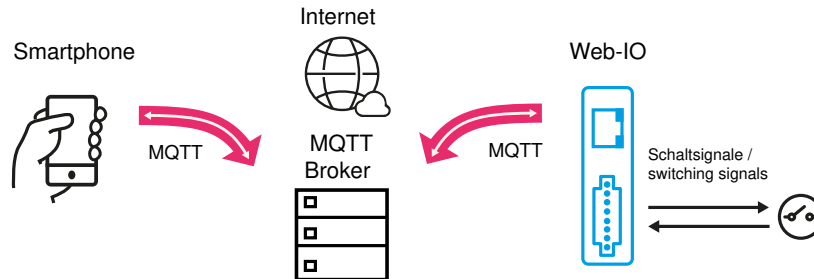 Internet
Smartphone
Web-IO
MQTT
MQTT
Broker
MQTT
Schaltsignale /
switching signals